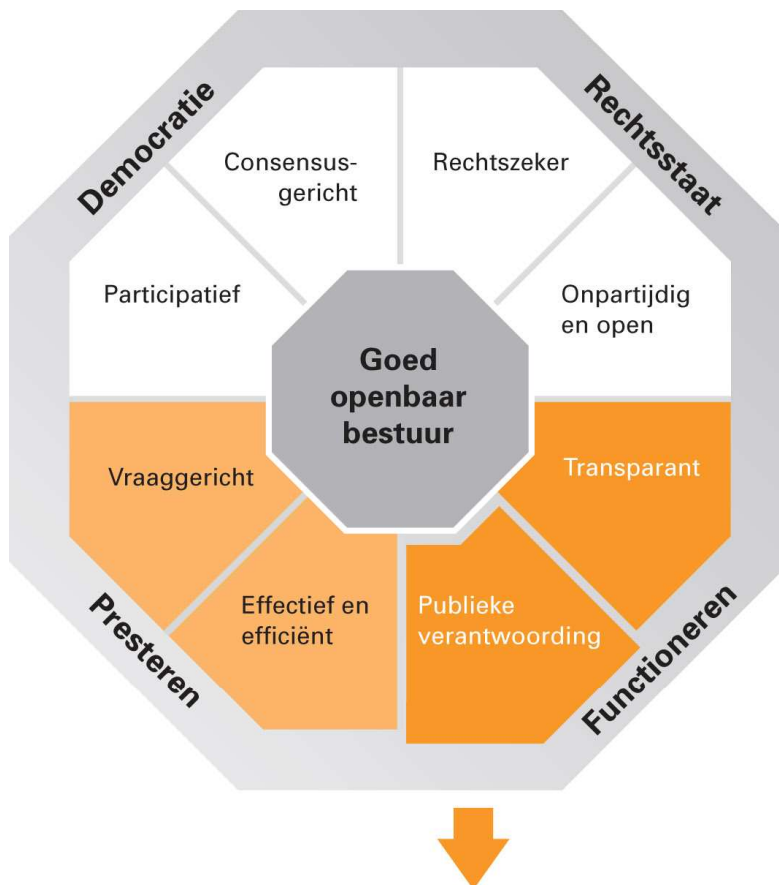 Democratie
Rechtsstaat
Consensus-
gericht
Rechtszeker
Participatief
Onpartijdig
en open
Goed
openbaar
bestuur
Vraaggericht
Transparant
Effectief en
efficiënt
Publieke
verantwoording
Presteren
Functioneren